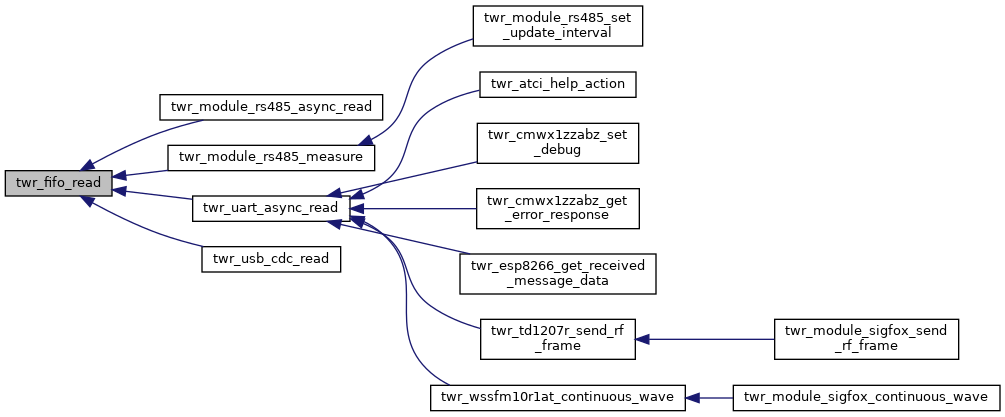 twr_fifo_read
twr_module_rs485_async_read
twr_module_rs485_measure
twr_uart_async_read
twr_usb_cdc_read
twr_module_rs485_set
_update_interval
twr_atci_help_action
twr_cmwx1zzabz_set
_debug
twr_cmwx1zzabz_get
_error_response
twr_esp8266_get_received
_message_data
twr_td1207r_send_rf
_frame
twr_wssfm10r1at_continuous_wave
twr_module_sigfox_send
_rf_frame
twr_module_sigfox_continuous_wave